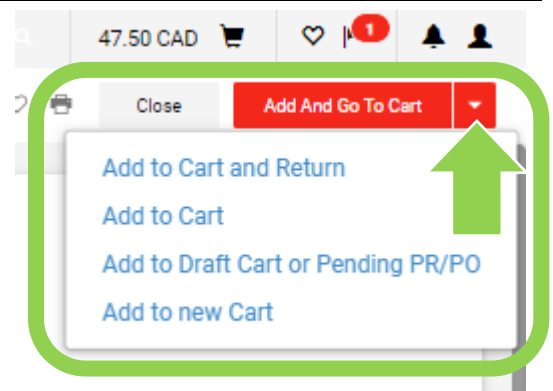 47.50 CAD
1
Close
Add And Go To Cart
Add to Cart and Return
Add to Cart
Add to Draft Cart or Pending PR/PO
Add to new Cart